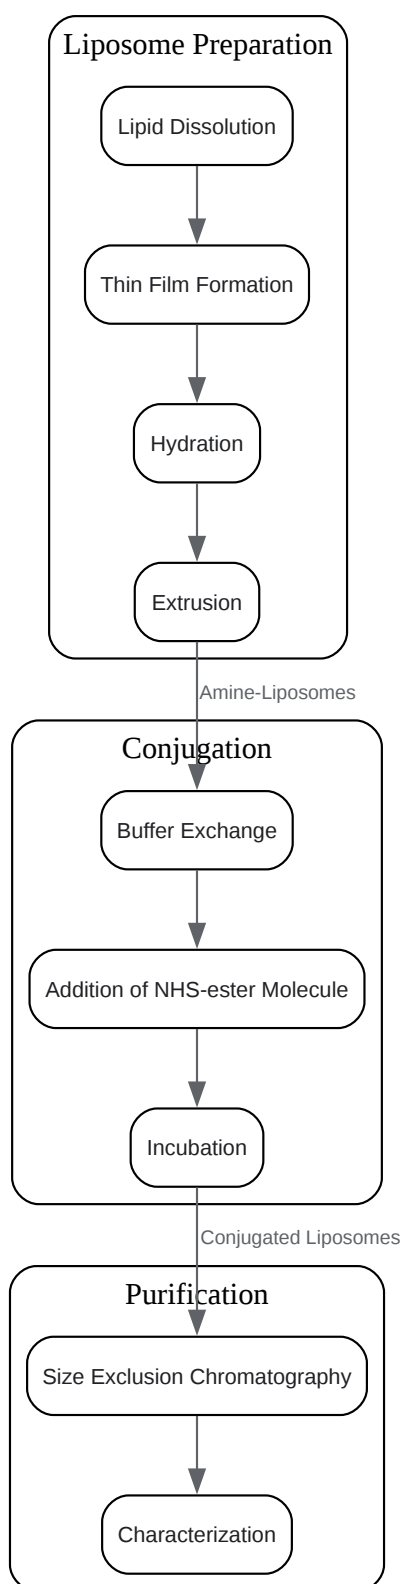 Liposome Preparation
Lipid Dissolution
Thin Film Formation
Hydration
Extrusion
Amine-Liposomes
Conjugation
Buffer Exchange
Addition of NHS-ester Molecule
Incubation
Conjugated Liposomes
Purification
Size Exclusion Chromatography
Characterization